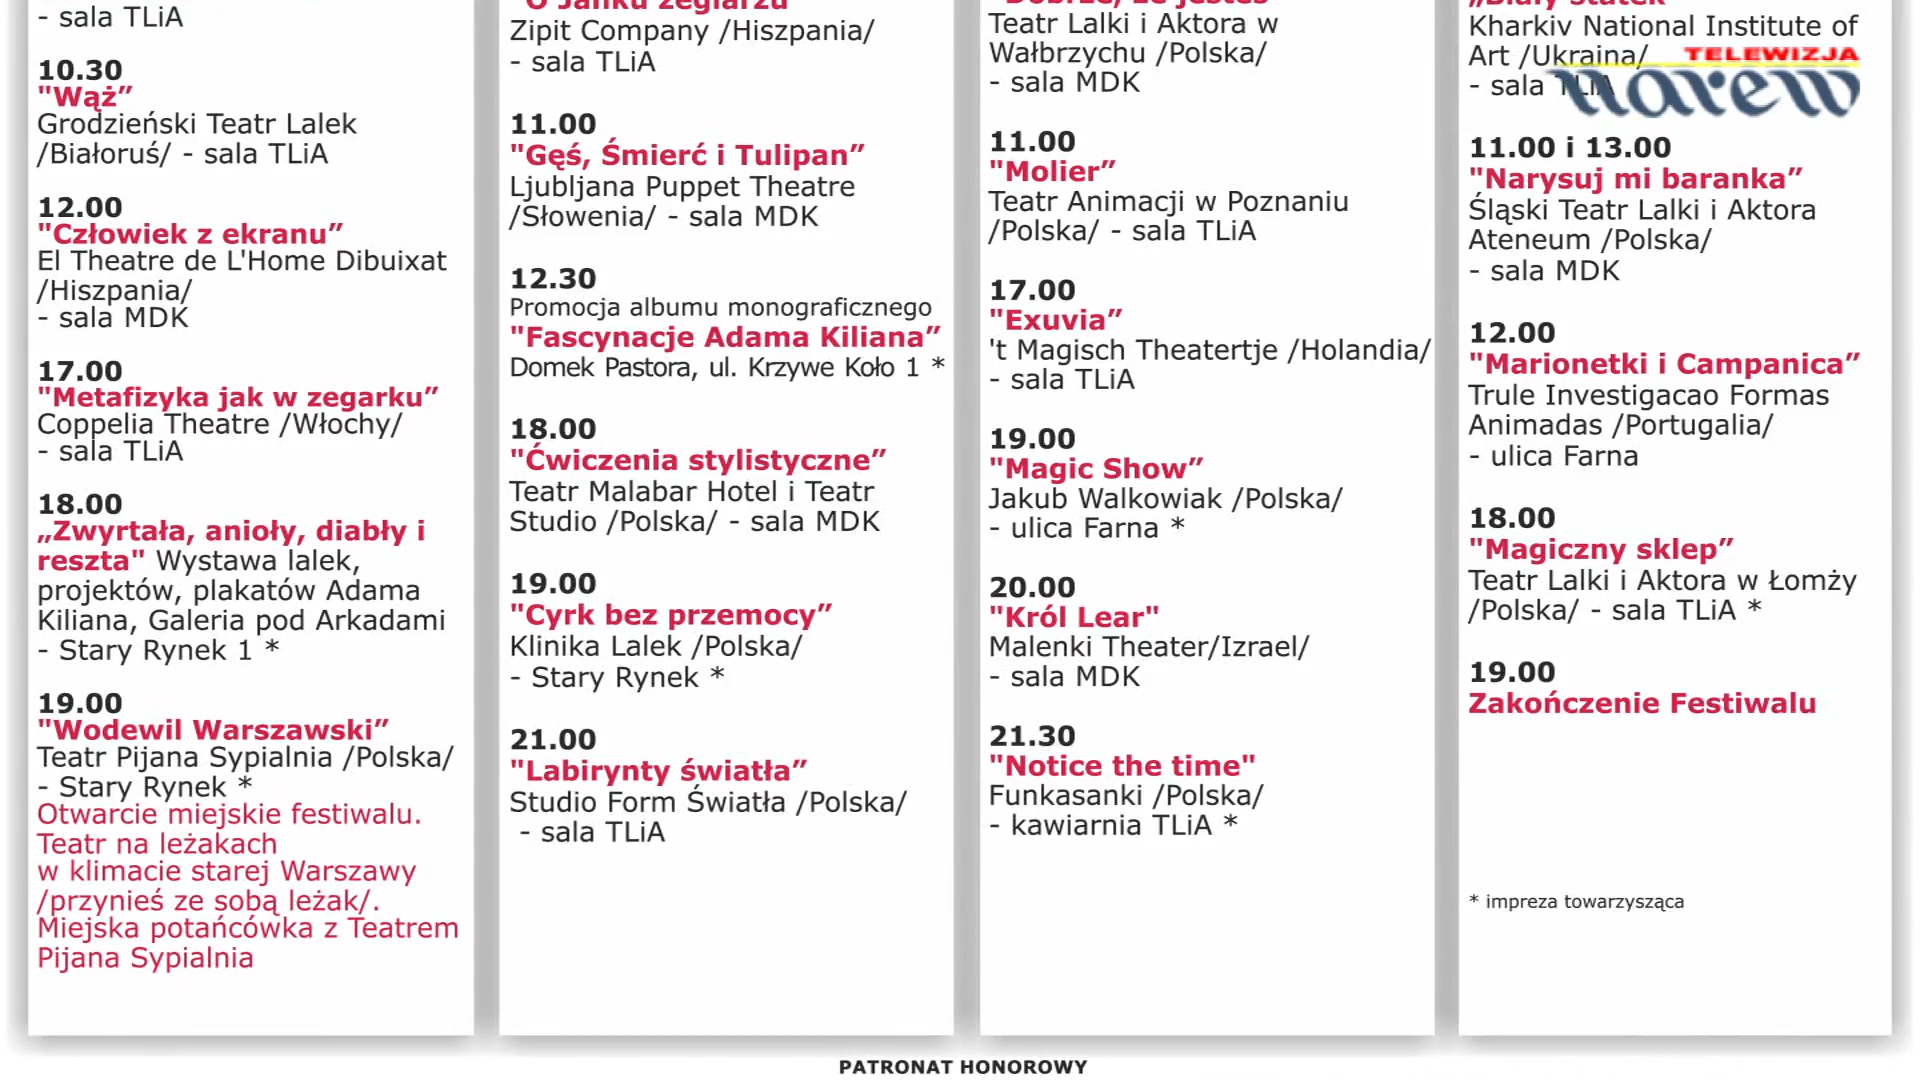 - sala TLiA
10.30
"Wąż”
Grodzieński Teatr Lalek
/Białoruś/ - sala TLiA
12.00
"Człowiek z ekranu”
El Theatre de L'Home Dibuixat
/Hiszpania/
- sala MDK
17.00
"Metafizyka jak w zegarku”
Coppelia Theatre /Włochy/
- sala TLiA
18.00
„Zwyrtała, anioły, diabły i
reszta" Wystawa lalek,
projektów, plakatów Adama
Kiliana, Galeria pod Arkadami
- Stary Rynek 1 *
19.00
"Wodewil Warszawski”
Teatr Pijana Sypialnia /Polska/
- Stary Rynek *
Otwarcie miejskie festiwalu.
Teatr na leżakach
w klimacie starej Warszawy
/przynieś ze sobą leżak/.
Miejska potańcówka z Teatrem
Pijana Sypialnia
"O Janku żeglarzu"
Zipit Company /Hiszpania/
- sala TLiA
11.00
"Gęś, Śmierć i Tulipan”
Ljubljana Puppet Theatre
/Słowenia/ - sala MDK
12.30
Promocja albumu monograficznego
"Fascynacje Adama Kiliana”
Domek Pastora, ul. Krzywe Koło 1 *
18.00
"Ćwiczenia stylistyczne”
Teatr Malabar Hotel i Teatr
Studio /Polska/ - sala MDK
19.00
"Cyrk bez przemocy”
Klinika Lalek /Polska/
- Stary Rynek *
21.00
"Labirynty światła”
Studio Form Światła /Polska/
- sala TLiA
"Dobrze, że jesteś"
Teatr Lalki i Aktora w
Wałbrzychu /Polska/
- sala MDK
11.00
"Molier”
Teatr Animacji w Poznaniu
/Polska/ - sala TLiA
17.00
"Exuvia”
't Magisch Theatertje /Holandia/
- sala TLiA
19.00
"Magic Show”
Jakub Walkowiak /Polska/
- ulica Farna *
20.00
"Król Lear"
Malenki Theater/Izrael/
- sala MDK
21.30
"Notice the time"
Funkasanki /Polska/
- kawiarnia TLiA *
„Biały statek"
Kharkiv National Institute of
Art /Ukraina/
- sala TLiA
TELEWIZJA
narew
11.00 i 13.00
"Narysuj mi baranka”
Śląski Teatr Lalki i Aktora
Ateneum /Polska/
- sala MDK
12.00
"Marionetki i Campanica”
Trule Investigacao Formas
Animadas /Portugalia/
- ulica Farna
18.00
"Magiczny sklep”
Teatr Lalki i Aktora w Łomży
/Polska/ - sala TLiA *
19.00
Zakończenie Festiwalu
* impreza towarzysząca
PATRONAT HONOROWY